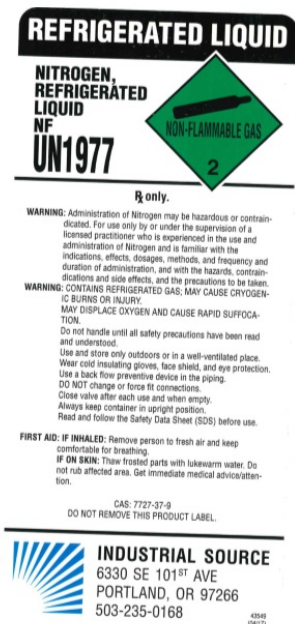 REFRIGERATED LIQUID
NITROGEN,
REFRIGERATED
LIQUID
NF
UN1977
NON-FLAMMABLE GAS
2
℞ only.
WARNING: Administration of Nitrogen may be hazardous or contrain-
dicated. For use only by or under the supervision of a
licensed practitioner who is experienced in the use and
administration of Nitrogen and is familiar with the
indications, effects, dosages, methods, and frequency and
duration of administration, and with the hazards, contrain-
dications and side effects, and the precautions to be taken.
WARNING: CONTAINS REFRIGERATED GAS; MAY CAUSE CRYOGEN-
IC BURNS OR INJURY.
MAY DISPLACE OXYGEN AND CAUSE RAPID SUFFOCA-
TION.
Do not handle until all safety precautions have been read
and understood.
Use and store only outdoors or in a well-ventilated place.
Wear cold insulating gloves, face shield, and eye protection.
Use a back flow preventive device in the piping.
DO NOT change or force fit connections.
Close valve after each use and when empty.
Always keep container in upright position.
Read and follow the Safety Data Sheet (SDS) before use.
FIRST AID: IF INHALED: Remove person to fresh air and keep
comfortable for breathing.
IF ON SKIN: Thaw frosted parts with lukewarm water. Do
not rub affected area. Get immediate medical advice/atten-
tion.
CAS: 7727-37-9
DO NOT REMOVE THIS PRODUCT LABEL.
INDUSTRIAL SOURCE
6330 SE 101ST AVE
PORTLAND, OR 97266
503-235-0168